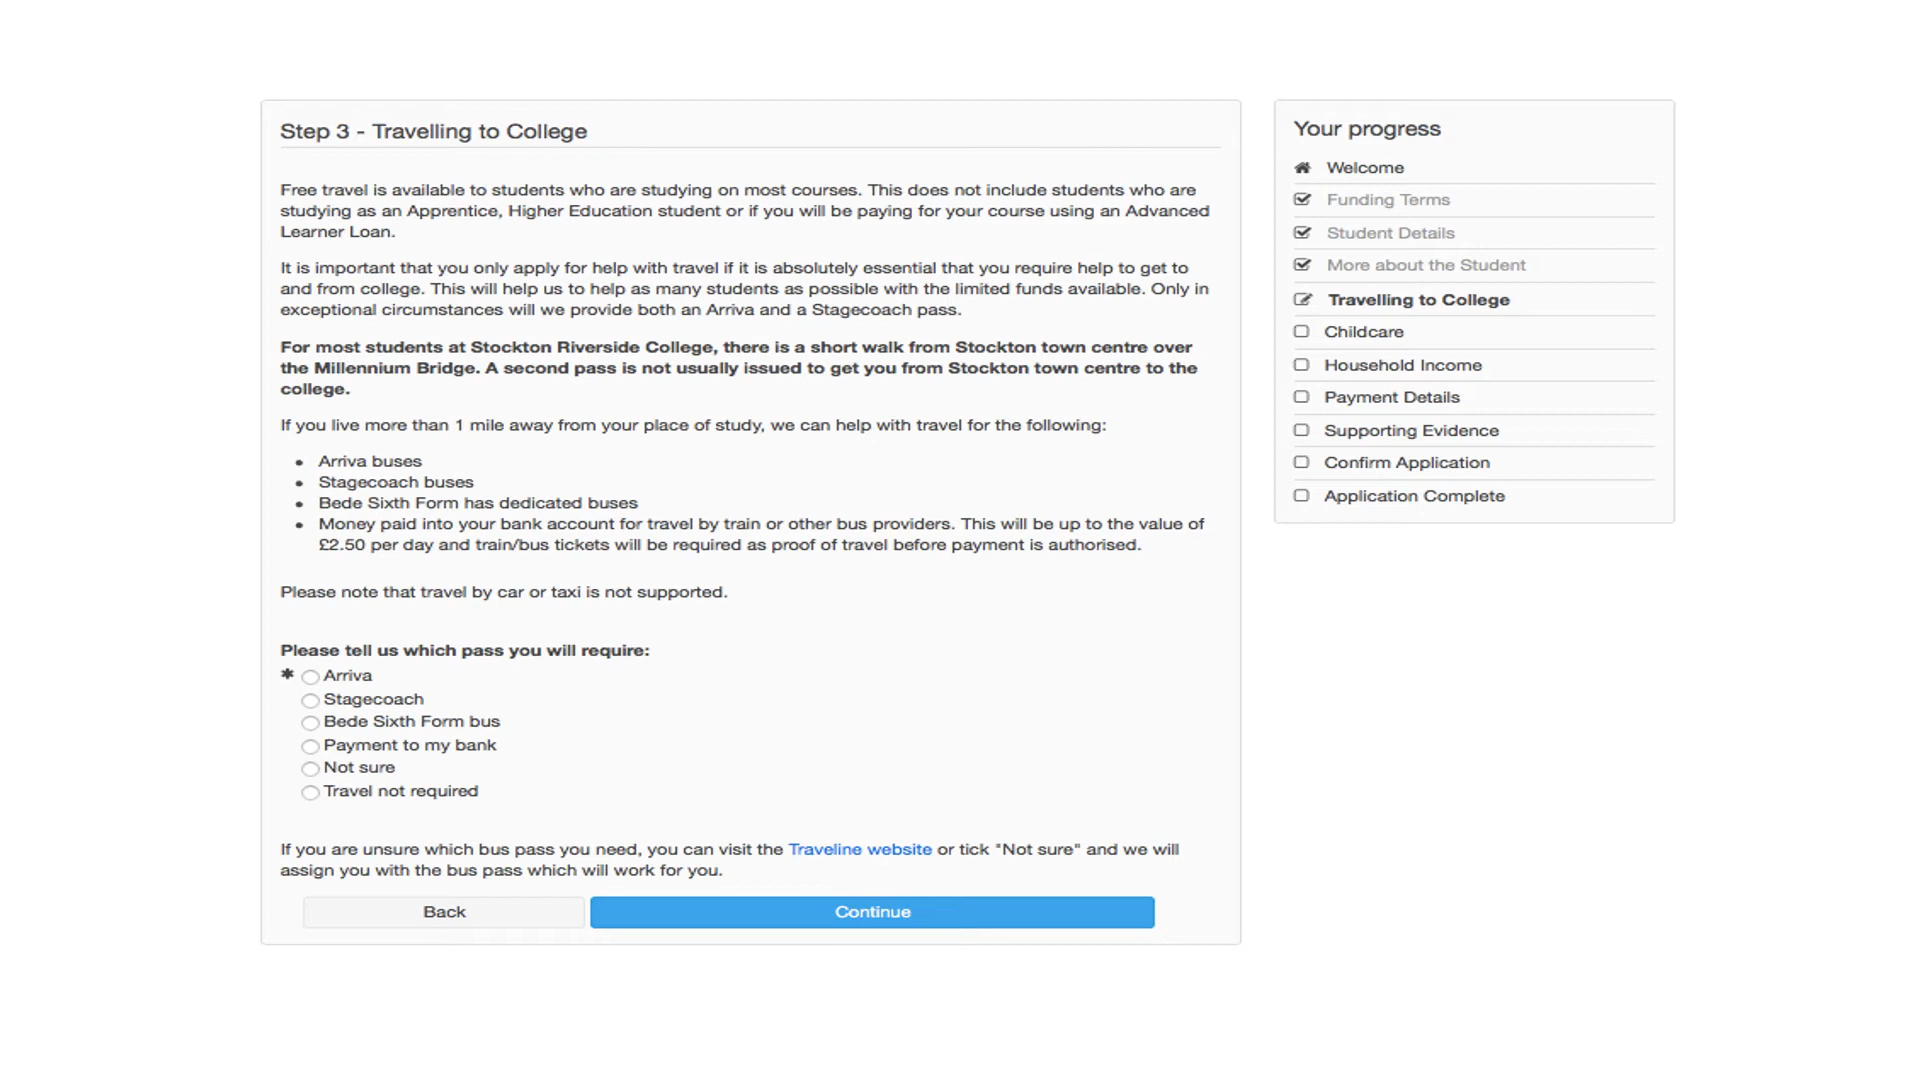 Step 3 - Travelling to College
Free travel is available to students who are studying on most courses. This does not include students who are
studying as an Apprentice, Higher Education student or if you will be paying for your course using an Advanced
Learner Loan.
It is important that you only apply for help with travel if it is absolutely essential that you require help to get to
and from college. This will help us to help as many students as possible with the limited funds available. Only in
exceptional circumstances will we provide both an Arriva and a Stagecoach pass.
For most students at Stockton Riverside College, there is a short walk from Stockton town centre over
the Millennium Bridge. A second pass is not usually issued to get you from Stockton town centre to the
college.
If you live more than 1 mile away from your place of study, we can help with travel for the following:
• Arriva buses
• Stagecoach buses
• Bede Sixth Form has dedicated buses
• Money paid into your bank account for travel by train or other bus providers. This will be up to the value of
£2.50 per day and train/bus tickets will be required as proof of travel before payment is authorised.
Please note that travel by car or taxi is not supported.
Please tell us which pass you will require:
* Arriva
Stagecoach
Bede Sixth Form bus
Payment to my bank
Not sure
Travel not required
If you are unsure which bus pass you need, you can visit the Traveline website or tick "Not sure" and we will
assign you with the bus pass which will work for you.
Back
Continue
Your progress
Welcome
Funding Terms
Student Details
More about the Student
Travelling to College
Childcare
Household Income
Payment Details
Supporting Evidence
Confirm Application
Application Complete